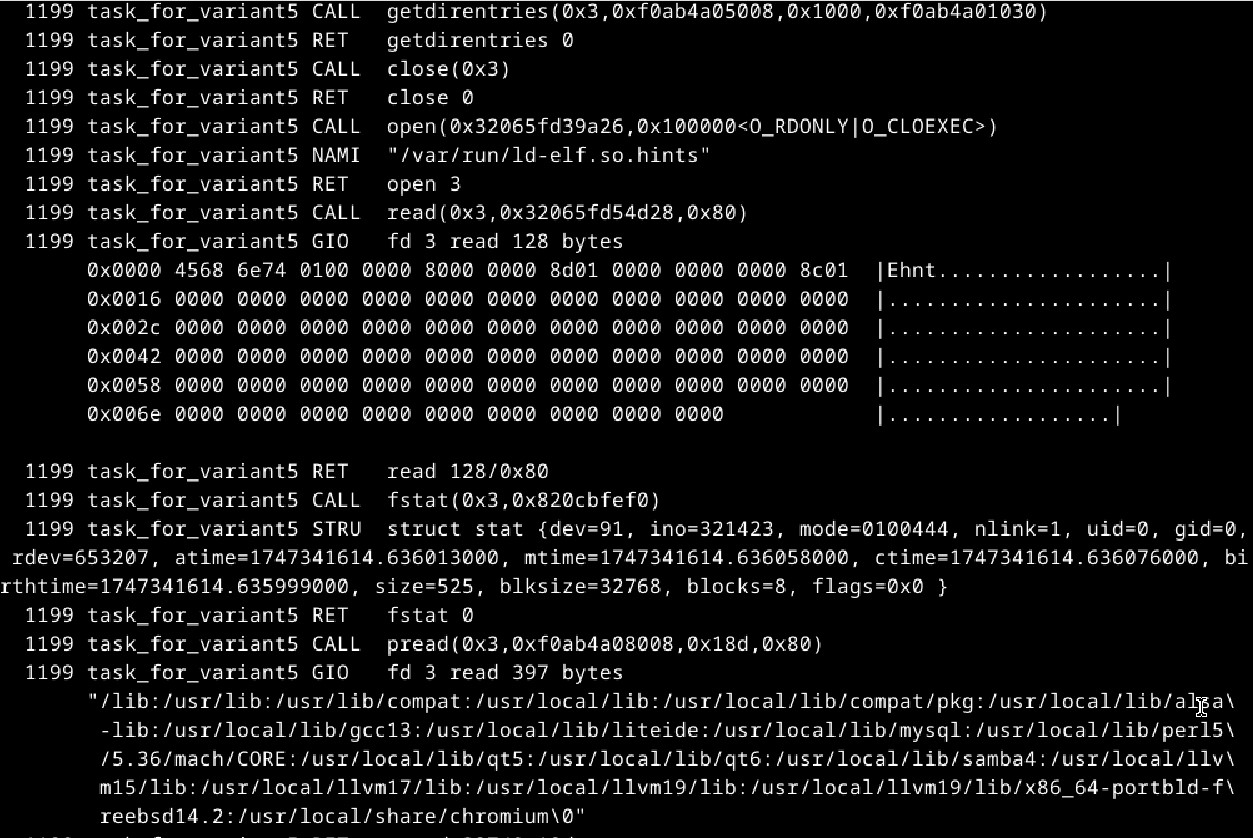 1199 task_for_variant5 CALL  getdirentries(0x3,0xf0ab4a05008,0x1000,0xf0ab4a01030)
1199 task_for_variant5 RET   getdirentries 0
1199 task_for_variant5 CALL  close(0x3)
1199 task_for_variant5 RET   close 0
1199 task_for_variant5 CALL  open(0x32065fd39a26,0x100000<O_RDONLY|O_CLOEXEC>)
1199 task_for_variant5 NAMI  "/var/run/ld-elf.so.hints"
1199 task_for_variant5 RET   open 3
1199 task_for_variant5 CALL  read(0x3,0x32065fd54d28,0x80)
1199 task_for_variant5 GIO   fd 3 read 128 bytes
0x0000 4568 6e74 0100 0000 8000 0000 8d01 0000 0000 0000 8c01  |Ehnt..................|
0x0016 0000 0000 0000 0000 0000 0000 0000 0000 0000 0000 0000  |......................|
0x002c 0000 0000 0000 0000 0000 0000 0000 0000 0000 0000 0000  |......................|
0x0042 0000 0000 0000 0000 0000 0000 0000 0000 0000 0000 0000  |......................|
0x0058 0000 0000 0000 0000 0000 0000 0000 0000 0000 0000 0000  |......................|
0x006e 0000 0000 0000 0000 0000 0000 0000 0000 0000            |..................|
1199 task_for_variant5 RET   read 128/0x80
1199 task_for_variant5 CALL  fstat(0x3,0x820cbfef0)
1199 task_for_variant5 STRU  struct stat {dev=91, ino=321423, mode=0100444, nlink=1, uid=0, gid=0,
rdev=653207, atime=1747341614.636013000, mtime=1747341614.636058000, ctime=1747341614.636076000, bi
rthtime=1747341614.635999000, size=525, blksize=32768, blocks=8, flags=0x0 }
1199 task_for_variant5 RET   fstat 0
1199 task_for_variant5 CALL  pread(0x3,0xf0ab4a08008,0x18d,0x80)
1199 task_for_variant5 GIO   fd 3 read 397 bytes
"/lib:/usr/lib:/usr/lib/compat:/usr/local/lib:/usr/local/lib/compat/pkg:/usr/local/lib/alsa\
-lib:/usr/local/lib/gcc13:/usr/local/lib/liteide:/usr/local/lib/mysql:/usr/local/lib/perl5\
/5.36/mach/CORE:/usr/local/lib/qt5:/usr/local/lib/qt6:/usr/local/lib/samba4:/usr/local/llv\
m15/lib:/usr/local/llvm17/lib:/usr/local/llvm19/lib:/usr/local/llvm19/lib/x86_64-portbld-f\
reebsd14.2:/usr/local/share/chromium\0"